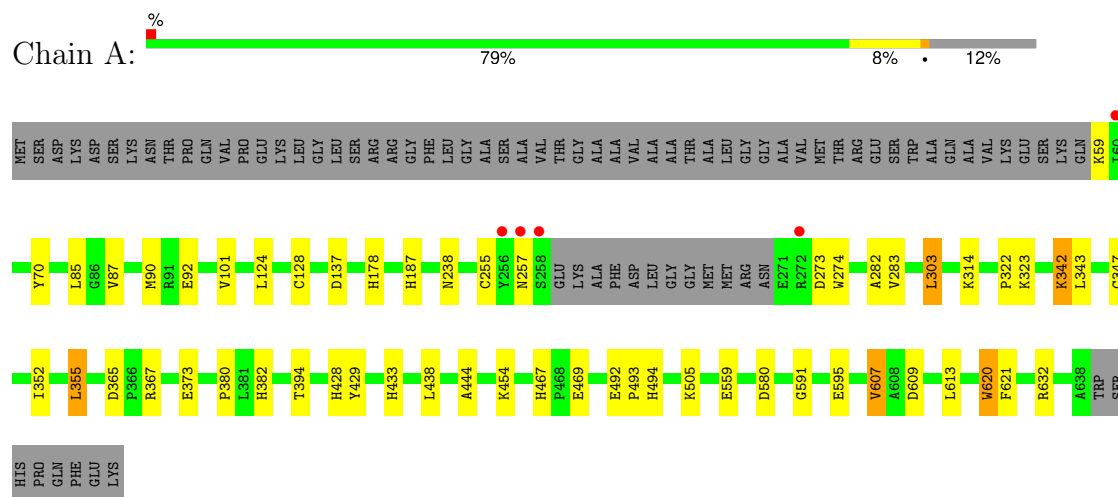 %
Chain A:
79% 8% • 12%
MET SER ASP LYS ASP SER LYS ASN THR PRO GLN VAL PRO GLU LYS LEU GLY LEU SER ARG ARG GLY PHE LEU GLY ALA SER ALA VAL THR GLY ALA ALA VAL ALA ALA THR ALA LEU GLY GLY ALA VAL MET THR ARG GLU SER TRP ALA GLN ALA VAL LYS GLU SER LYS GLN K59 L60
Y70 L85 G86 V87 M90 R91 E92 V101 L124 C128 D137 H178 H187 N238 C255 Y256 N257 S258 GLU LYS ALA PHE ASP LEU GLY GLY MET MET ARG ASN E271 R272 D273 W274 A282 V283 L303 K314 P322 K323 K342 L343 C347
I352 L355 D365 P366 R367 E373 P380 L381 H382 T394 H428 Y429 H433 L438 A444 K454 H467 P468 E469 E492 P493 H494 K505 E559 D580 G591 E595 V607 A608 D609 L613 W620 F621 R632 A638 TRP SER
HIS PRO GLN PHE GLU LYS